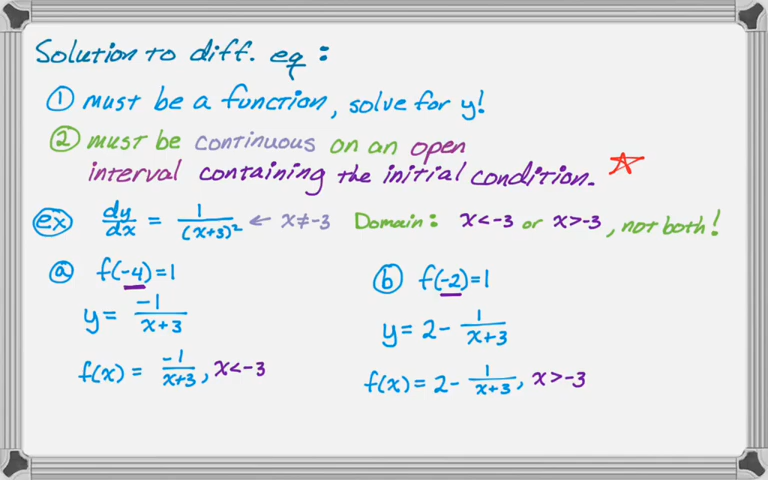 Solution to diff. eq:
① must be a function, solve for y!
② must be continuous on an open
interval containing the initial condition. ☆
ex dy/dx = 1/(x+3)² ← x≠-3 Domain: x<-3 or x>-3, not both!
ⓐ f(-4)=1
y = -1/(x+3)
f(x) = -1/(x+3), x<-3
ⓑ f(-2)=1
y = 2 - 1/(x+3)
f(x) = 2 - 1/(x+3), x>-3